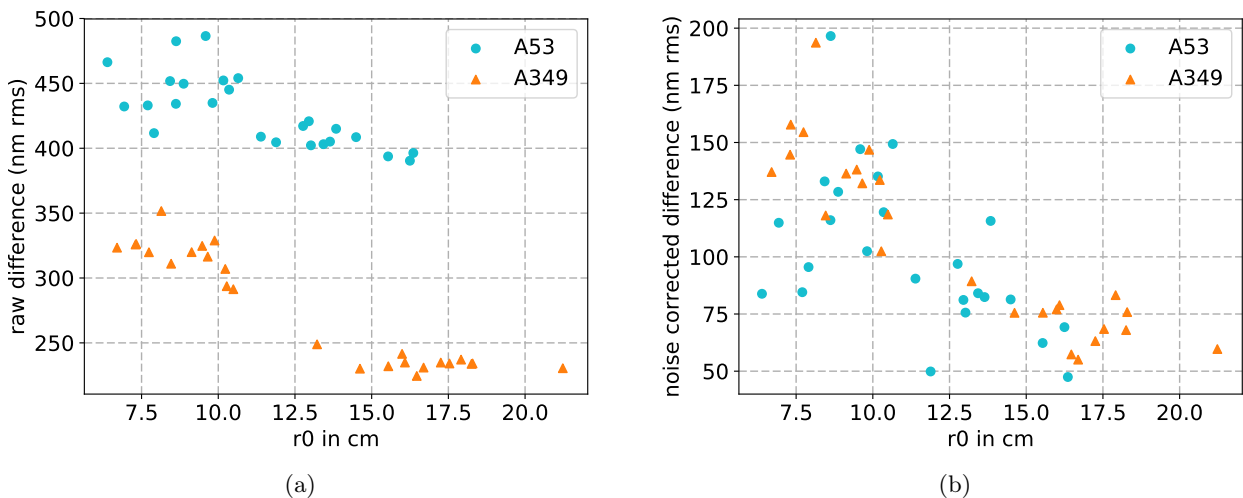 500
450
400
350
300
250
raw difference (nm rms)
7.5 10.0 12.5 15.0 17.5 20.0
r0 in cm
A53
A349
(a)
200
175
150
125
100
75
50
noise corrected difference (nm rms)
7.5 10.0 12.5 15.0 17.5 20.0
r0 in cm
A53
A349
(b)